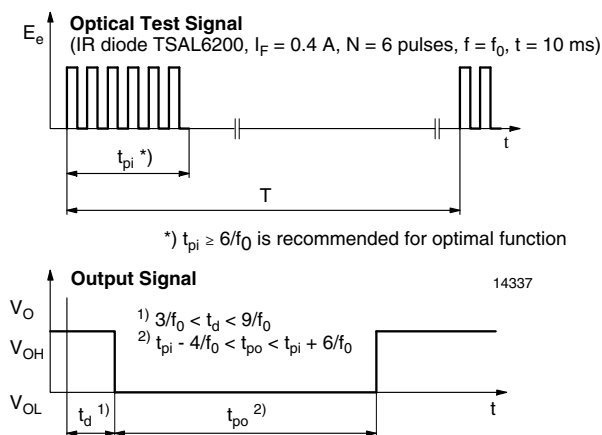 Optical Test Signal
E_e
(IR diode TSAL6200, I_F = 0.4 A, N = 6 pulses, f = f_0, t = 10 ms)
t
t_pi *)
T
*) t_pi ≥ 6/f_0 is recommended for optimal function
Output Signal
14337
V_O
1) 3/f_0 < t_d < 9/f_0
V_OH
2) t_pi - 4/f_0 < t_po < t_pi + 6/f_0
V_OL
t_d 1)
t_po 2)
t